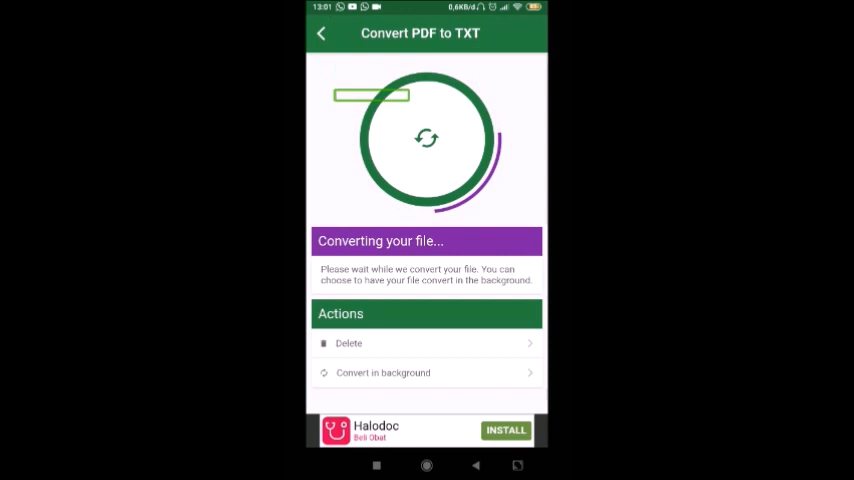 13:01
0,6KB/d
Convert PDF to TXT
Converting your file...
Please wait while we convert your file. You can
choose to have your file convert in the background.
Actions
Delete
Convert in background
Halodoc
Beli Obat
INSTALL